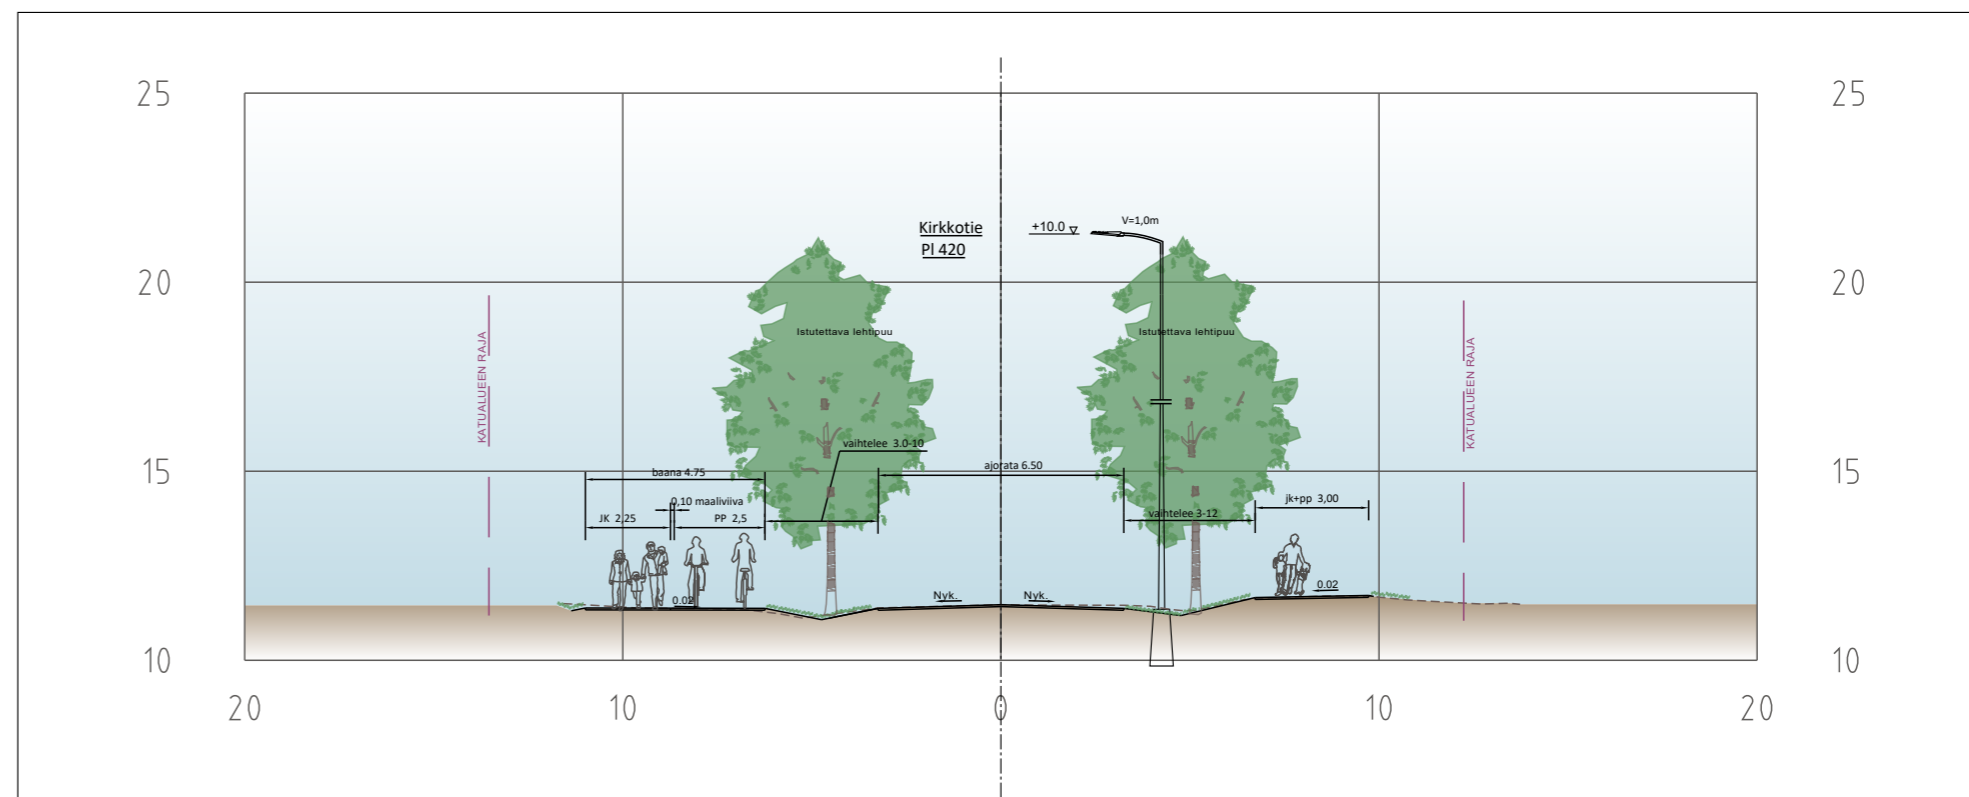 25
25
Kirkkotie
Pl 420
+10.0
V=1,0m
20
20
Istutettava lehtipuu
Istutettava lehtipuu
KATUALUEEN RAJA
KATUALUEEN RAJA
vaihtelee 3.0-10
15
15
baana 4.75
ajorata 6.50
0,10 maaliviiva
jk+pp 3,00
JK 2,25
PP 2,5
vaihtelee 3-12
0.02
Nyk.
Nyk.
0.02
10
10
20
10
0
10
20